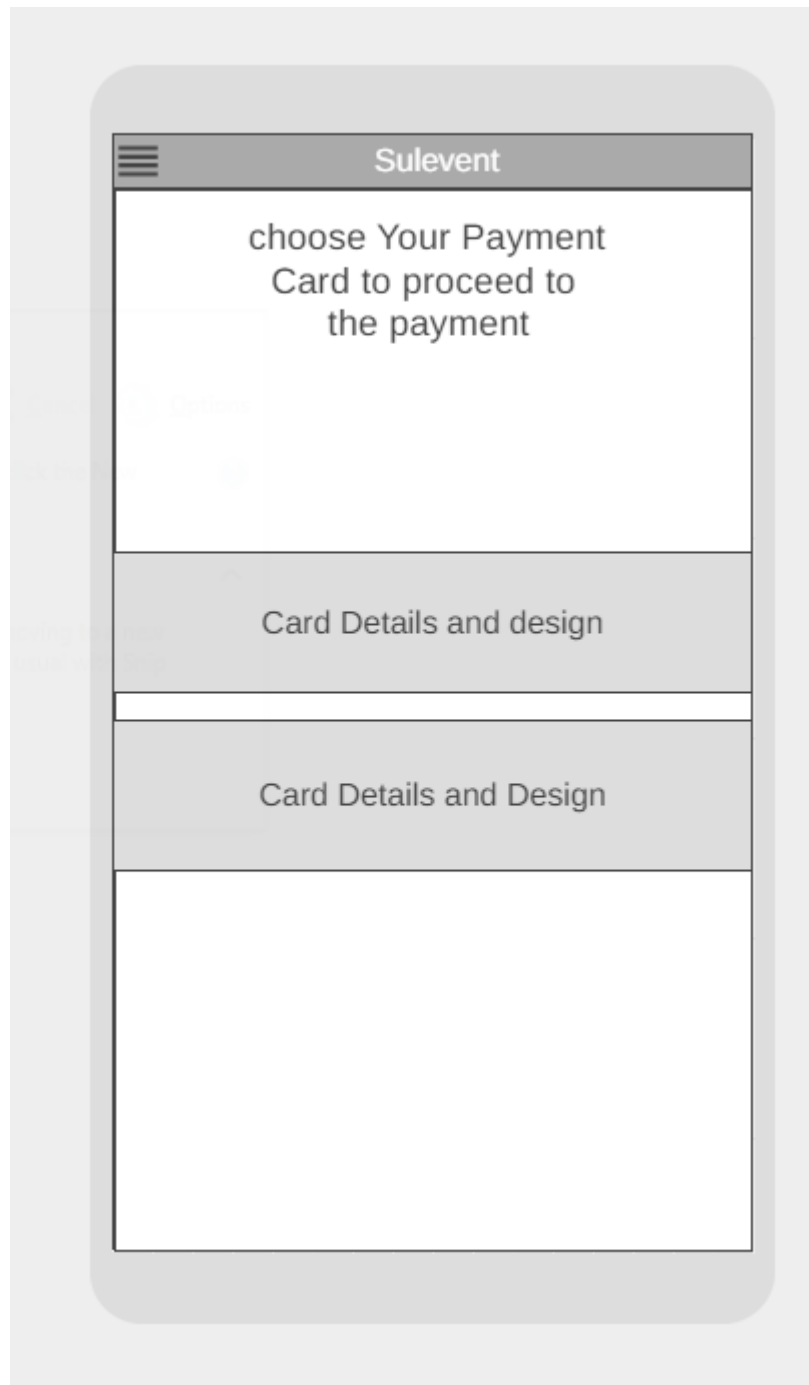 Sulevent
choose Your Payment
Card to proceed to
the payment
Card Details and design
Card Details and Design